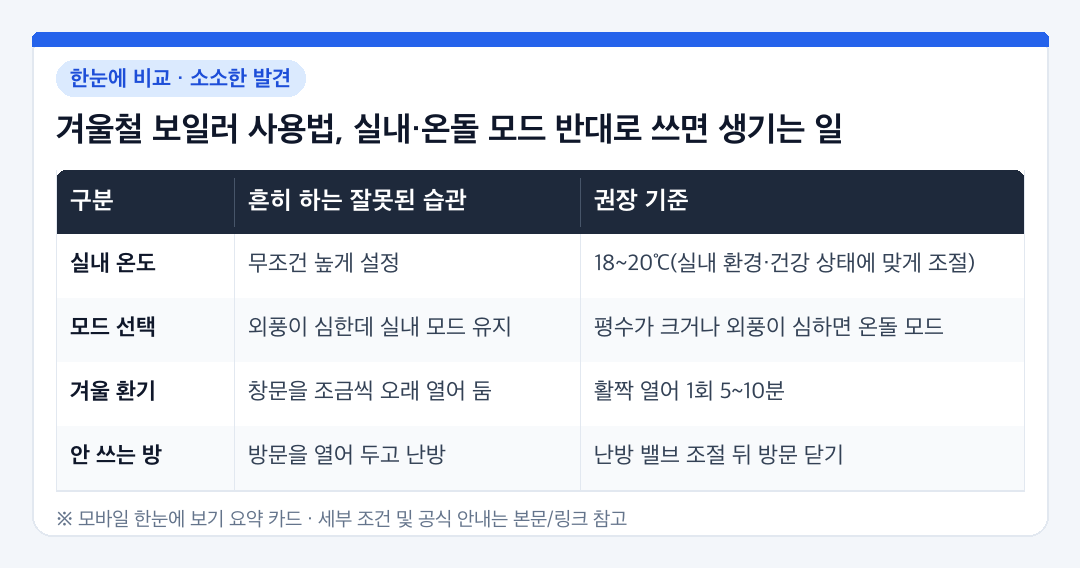 한눈에 비교 · 소소한 발견
겨울철 보일러 사용법, 실내·온돌 모드 반대로 쓰면 생기는 일
구분 흔히 하는 잘못된 습관 권장 기준
실내 온도 무조건 높게 설정 18~20℃(실내 환경·건강 상태에 맞게 조절)
모드 선택 외풍이 심한데 실내 모드 유지 평수가 크거나 외풍이 심하면 온돌 모드
겨울 환기 창문을 조금씩 오래 열어 둠 활짝 열어 1회 5~10분
안 쓰는 방 방문을 열어 두고 난방 난방 밸브 조절 뒤 방문 닫기
※ 모바일 한눈에 보기 요약 카드 · 세부 조건 및 공식 안내는 본문/링크 참고